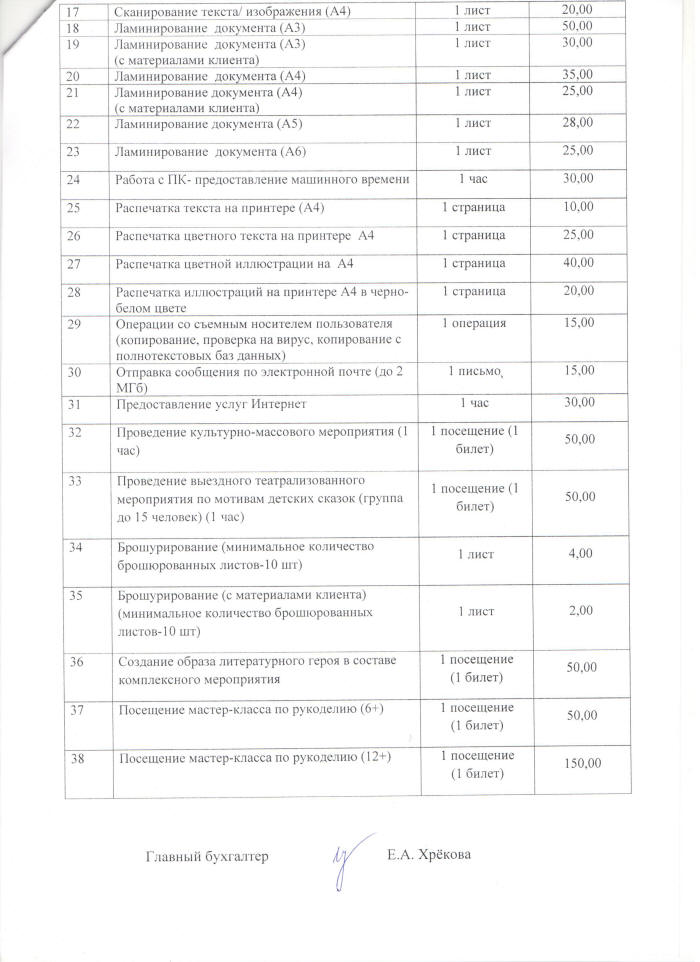 17 Сканирование текста/ изображения (А4) 1 лист 20,00
18 Ламинирование документа (А3) 1 лист 50,00
19 Ламинирование документа (А3) 1 лист 30,00
(с материалами клиента)
20 Ламинирование документа (А4) 1 лист 35,00
21 Ламинирование документа (А4) 1 лист 25,00
(с материалами клиента)
22 Ламинирование документа (А5) 1 лист 28,00
23 Ламинирование документа (А6) 1 лист 25,00
24 Работа с ПК- предоставление машинного времени 1 час 30,00
25 Распечатка текста на принтере (А4) 1 страница 10,00
26 Распечатка цветного текста на принтере А4 1 страница 25,00
27 Распечатка цветной иллюстрации на А4 1 страница 40,00
28 Распечатка иллюстраций на принтере А4 в черно- 1 страница 20,00
белом цвете
29 Операции со съемным носителем пользователя 1 операция 15,00
(копирование, проверка на вирус, копирование с
полнотекстовых баз данных)
30 Отправка сообщения по электронной почте (до 2 1 письмо 15,00
МГб)
31 Предоставление услуг Интернет 1 час 30,00
32 Проведение культурно-массового мероприятия (1 1 посещение (1 50,00
час) билет)
33 Проведение выездного театрализованного
мероприятия по мотивам детских сказок (группа 1 посещение (1 50,00
до 15 человек) (1 час) билет)
34 Брошурирование (минимальное количество 1 лист 4,00
брошюрованных листов-10 шт)
35 Брошурирование (с материалами клиента)
(минимальное количество брошюрованных 1 лист 2,00
листов-10 шт)
36 Создание образа литературного героя в составе 1 посещение 50,00
комплексного мероприятия (1 билет)
37 Посещение мастер-класса по рукоделию (6+) 1 посещение 50,00
(1 билет)
38 Посещение мастер-класса по рукоделию (12+) 1 посещение 150,00
(1 билет)
Главный бухгалтер Е.А. Хрёкова